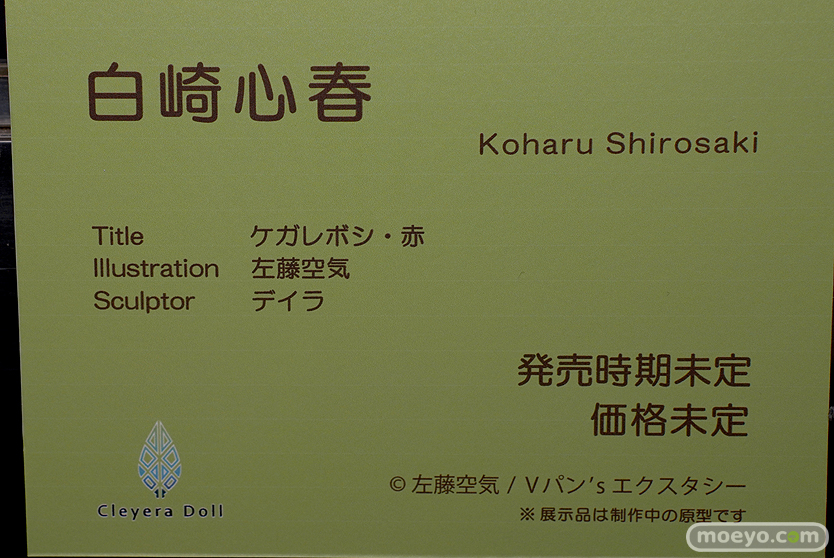 白崎心春
Koharu Shirosaki
Title ケガレボシ・赤
Illustration 左藤空気
Sculptor デイラ
発売時期未定
価格未定
Cleyera Doll
© 左藤空気 / Vパン's エクスタシー
※ 展示品は制作中の原型です
moeyo.com